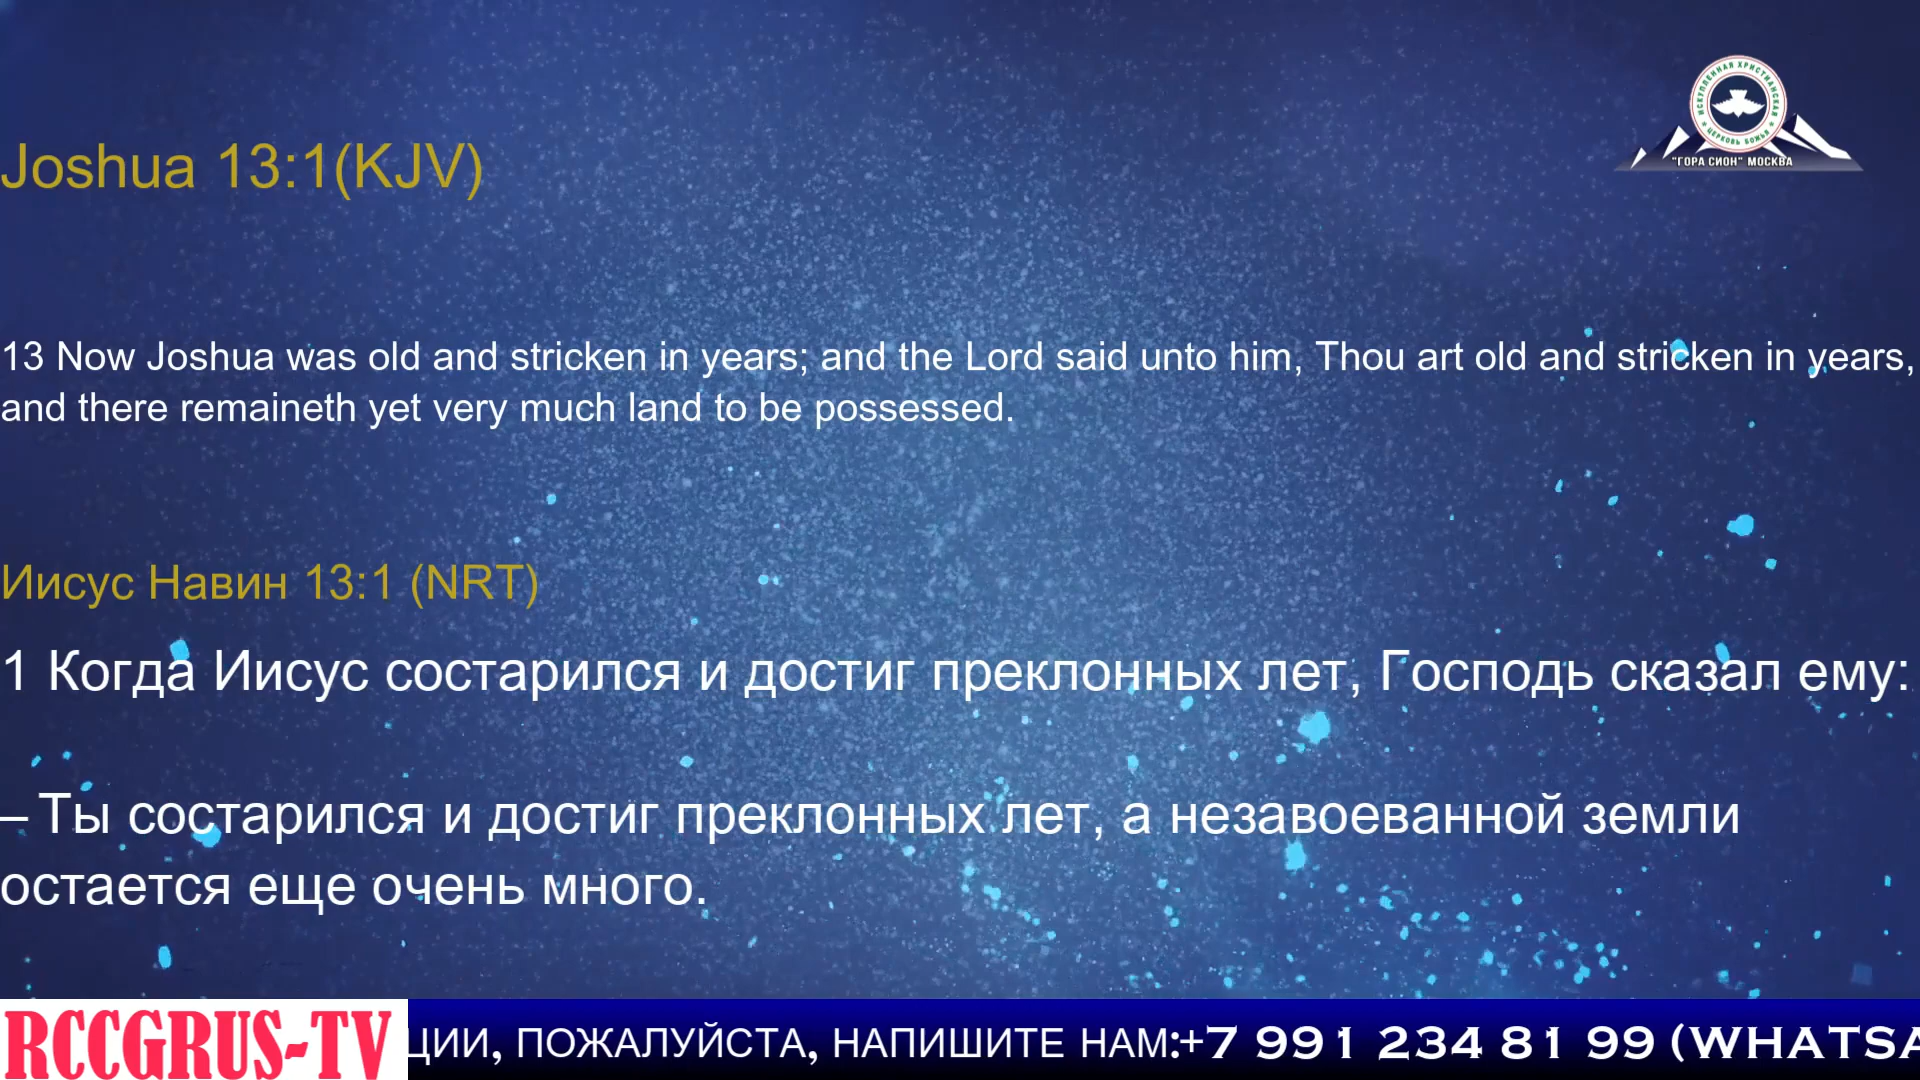 ИСКУПЛЕННАЯ ХРИСТИАНСКАЯ
ЦЕРКОВЬ БОЖЬЯ
"ГОРА СИОН" МОСКВА
Joshua 13:1(KJV)
13 Now Joshua was old and stricken in years; and the Lord said unto him, Thou art old and stricken in years,
and there remaineth yet very much land to be possessed.
Иисус Навин 13:1 (NRT)
1 Когда Иисус состарился и достиг преклонных лет, Господь сказал ему:
– Ты состарился и достиг преклонных лет, а незавоеванной земли
остается еще очень много.
RCCGRUS-TV
ЦИИ, ПОЖАЛУЙСТА, НАПИШИТЕ НАМ:+7 991 234 81 99 (WHATSA